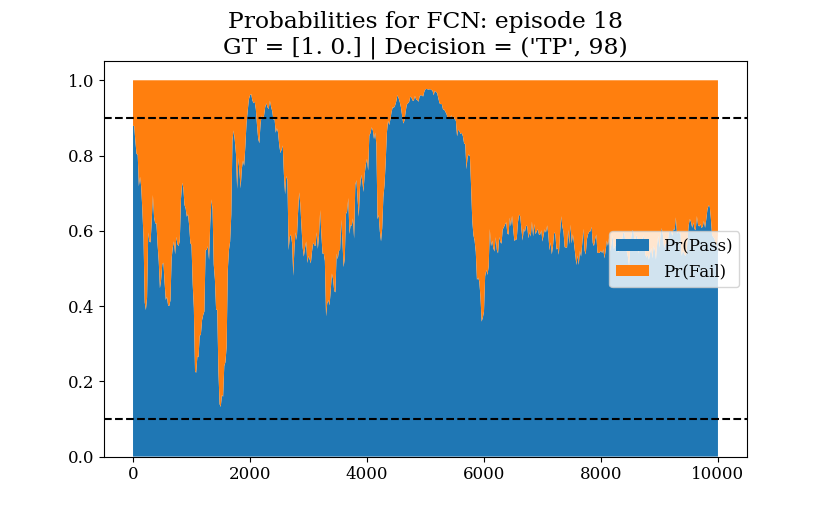 Probabilities for FCN: episode 18
GT = [1. 0.] | Decision = ('TP', 98)
1.0
0.8
0.6
0.4
0.2
0.0
Pr(Pass)
Pr(Fail)
0 2000 4000 6000 8000 10000